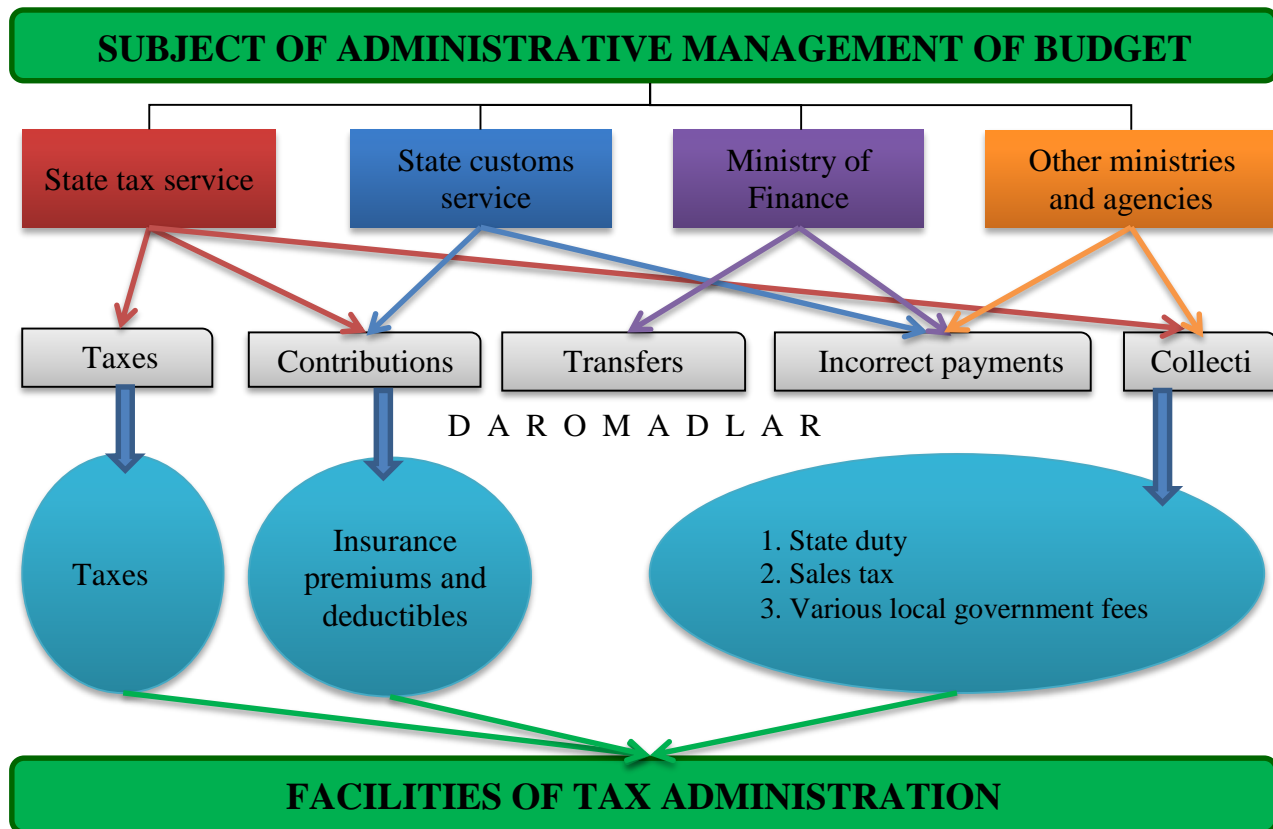 SUBJECT OF ADMINISTRATIVE MANAGEMENT OF BUDGET
State tax service
State customs
service
Ministry of
Finance
Other ministries
and agencies
Taxes
Contributions
Transfers
Incorrect payments
Collecti
D A R O M A D L A R
Taxes
Insurance
premiums and
deductibles
1. State duty
2. Sales tax
3. Various local government fees
FACILITIES OF TAX ADMINISTRATION